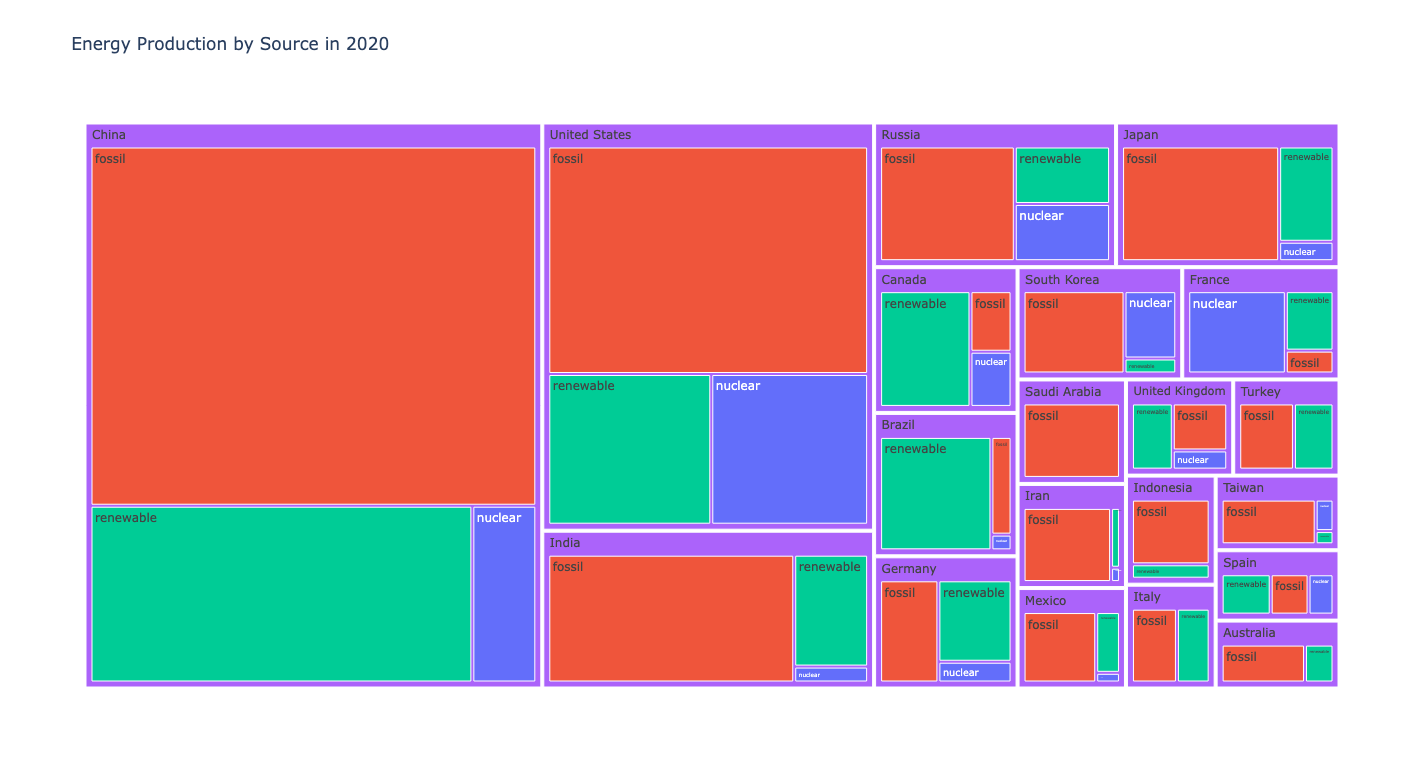 Energy Production by Source in 2020
China
fossil
renewable
nuclear
United States
fossil
renewable
nuclear
India
fossil
renewable
nuclear
Russia
fossil
renewable
nuclear
Japan
fossil
renewable
nuclear
Canada
renewable
fossil
nuclear
South Korea
fossil
nuclear
renewable
France
nuclear
renewable
fossil
Brazil
renewable
Germany
fossil
renewable
nuclear
Saudi Arabia
fossil
United Kingdom
renewable
fossil
nuclear
Turkey
fossil
renewable
Iran
fossil
Mexico
fossil
Indonesia
fossil
renewable
Italy
fossil
renewable
Taiwan
fossil
Spain
renewable
fossil
nuclear
Australia
fossil
renewable